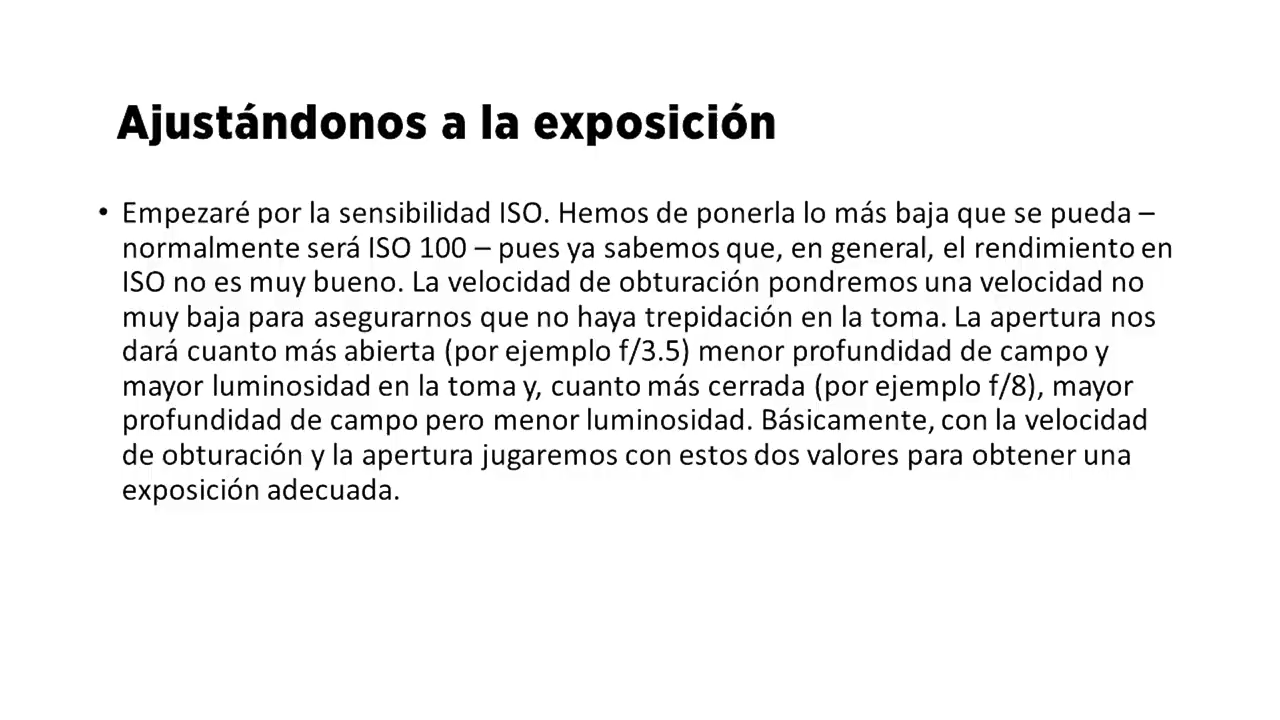 Ajustándonos a la exposición
• Empezaré por la sensibilidad ISO. Hemos de ponerla lo más baja que se pueda –
normalmente será ISO 100 – pues ya sabemos que, en general, el rendimiento en
ISO no es muy bueno. La velocidad de obturación pondremos una velocidad no
muy baja para asegurarnos que no haya trepidación en la toma. La apertura nos
dará cuanto más abierta (por ejemplo f/3.5) menor profundidad de campo y
mayor luminosidad en la toma y, cuanto más cerrada (por ejemplo f/8), mayor
profundidad de campo pero menor luminosidad. Básicamente, con la velocidad
de obturación y la apertura jugaremos con estos dos valores para obtener una
exposición adecuada.